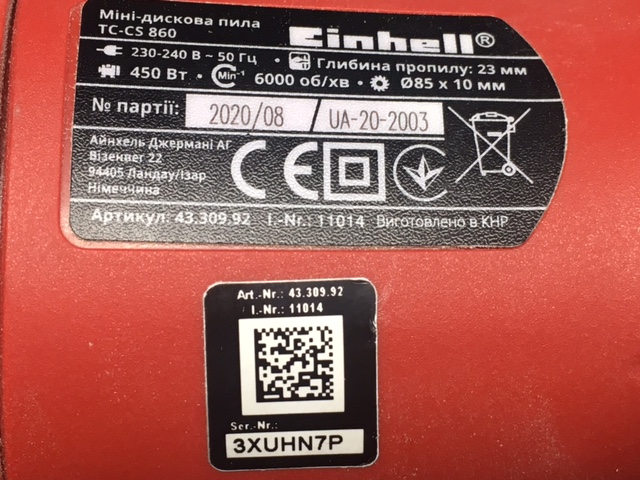 Міні-дискова пила
TC-CS 860
Einhell®
230-240 В ~ 50 Гц • Глибина пропилу: 23 мм
450 Вт • Min⁻¹ 6000 об/хв • Ø85 x 10 мм
№ партії: 2020/08 / UA-20-2003
Айнхель Джермані АГ
Візенвег 22
94405 Ландау/Ізар
Німеччина
CE
Артикул: 43.309.92 I.-Nr.: 11014 Виготовлено в КНР
Art.-Nr.: 43.309.92
I.-Nr.: 11014
Ser.-Nr.:
3XUHN7P